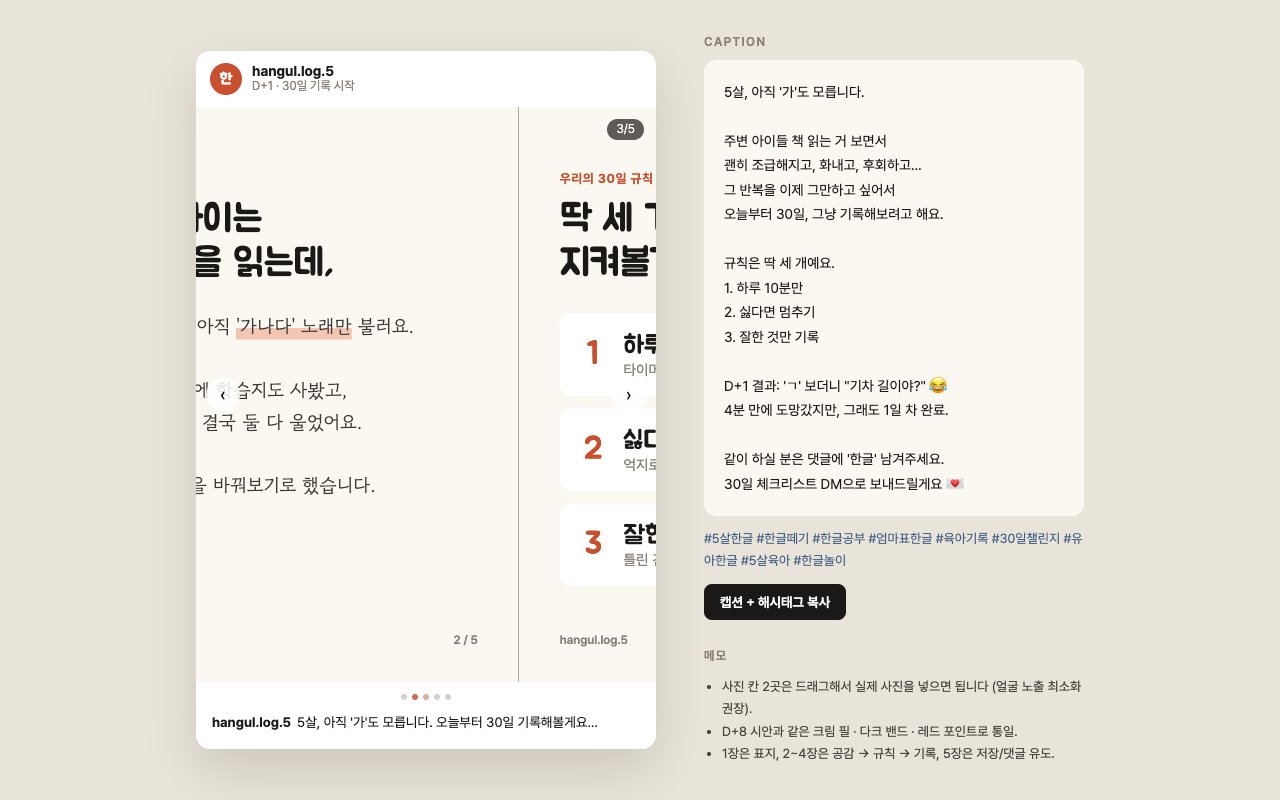 한
hangul.log.5
D+1 · 30일 기록 시작
3/5
아이는
을 읽는데,
아직 '가나다' 노래만 불러요.
에 학습지도 사봤고,
결국 둘 다 울었어요.
을 바꿔보기로 했습니다.
2 / 5
우리의 30일 규칙
딱 세
지켜볼
1
하루
타이머
2
싫다
억지로
3
잘한
틀린
hangul.log.5
hangul.log.5 5살, 아직 '가'도 모릅니다. 오늘부터 30일 기록해볼게요...
CAPTION
5살, 아직 '가'도 모릅니다.
주변 아이들 책 읽는 거 보면서
괜히 조급해지고, 화내고, 후회하고...
그 반복을 이제 그만하고 싶어서
오늘부터 30일, 그냥 기록해보려고 해요.
규칙은 딱 세 개예요.
1. 하루 10분만
2. 싫다면 멈추기
3. 잘한 것만 기록
D+1 결과: 'ㄱ' 보더니 "기차 길이야?" 😂
4분 만에 도망갔지만, 그래도 1일 차 완료.
같이 하실 분은 댓글에 '한글' 남겨주세요.
30일 체크리스트 DM으로 보내드릴게요 💌
#5살한글 #한글떼기 #한글공부 #엄마표한글 #육아기록 #30일챌린지 #유
아한글 #5살육아 #한글놀이
캡션 + 해시태그 복사
메모
• 사진 칸 2곳은 드래그해서 실제 사진을 넣으면 됩니다 (얼굴 노출 최소화
권장).
• D+8 시안과 같은 크림 필 · 다크 밴드 · 레드 포인트로 통일.
• 1장은 표지, 2~4장은 공감 → 규칙 → 기록, 5장은 저장/댓글 유도.